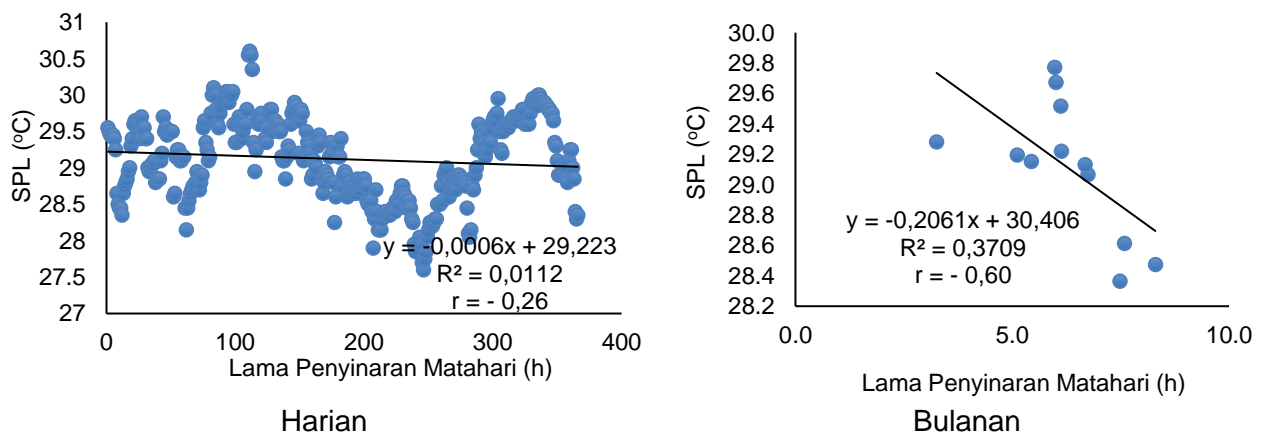 31
30.5
30
29.5
29
28.5
28
27.5
27
SPL (ºC)
y = -0,0006x + 29,223
R² = 0,0112
r = - 0,26
0 100 200 300 400
Lama Penyinaran Matahari (h)
Harian
30.0
29.8
29.6
29.4
29.2
29.0
28.8
28.6
28.4
28.2
SPL (ºC)
y = -0,2061x + 30,406
R² = 0,3709
r = - 0,60
0.0 5.0 10.0
Lama Penyinaran Matahari (h)
Bulanan